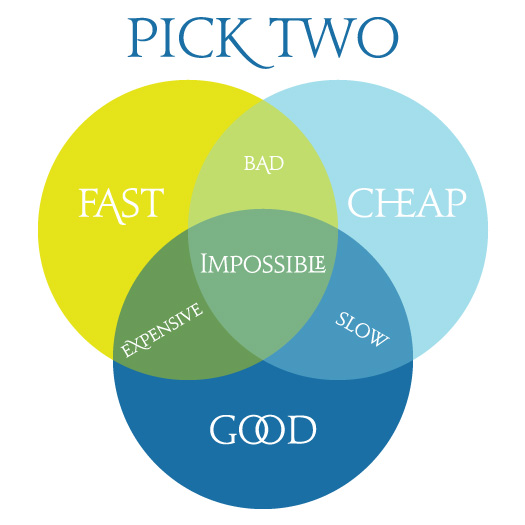 PICK TWO
BAD
FAST
CHEAP
IMPOSSIBLE
EXPENSIVE
SLOW
GOOD